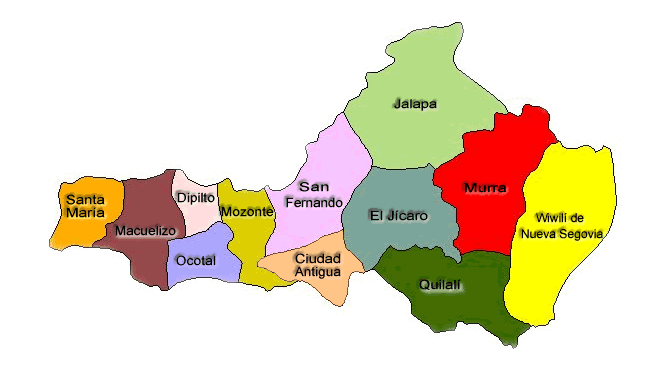 Jalapa
Murra
San
Fernando
Santa
María
Dipilto
Mozonte
El Jícaro
Wiwilí de
Nueva Segovia
Macuelizo
Ocotal
Ciudad
Antigua
Quilalí